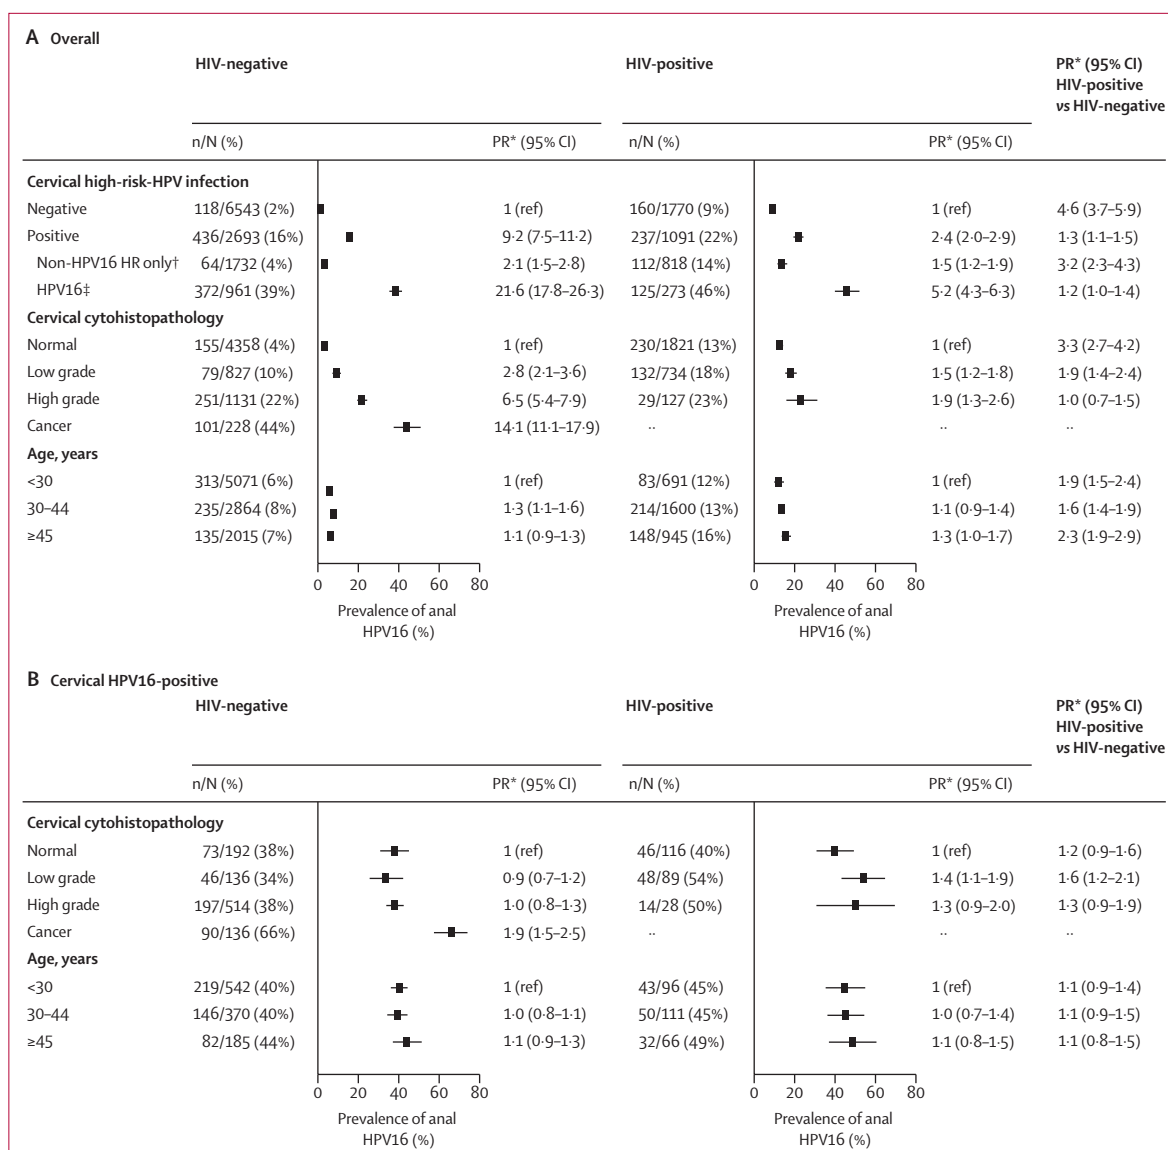 A Overall
HIV-negative HIV-positive PR* (95% CI)
HIV-positive
vs HIV-negative
n/N (%) PR* (95% CI) n/N (%) PR* (95% CI)
Cervical high-risk-HPV infection
Negative 118/6543 (2%) 1 (ref) 160/1770 (9%) 1 (ref) 4·6 (3·7–5·9)
Positive 436/2693 (16%) 9·2 (7·5–11·2) 237/1091 (22%) 2·4 (2·0–2·9) 1·3 (1·1–1·5)
Non-HPV16 HR only† 64/1732 (4%) 2·1 (1·5–2·8) 112/818 (14%) 1·5 (1·2–1·9) 3·2 (2·3–4·3)
HPV16‡ 372/961 (39%) 21·6 (17·8–26·3) 125/273 (46%) 5·2 (4·3–6·3) 1·2 (1·0–1·4)
Cervical cytohistopathology
Normal 155/4358 (4%) 1 (ref) 230/1821 (13%) 1 (ref) 3·3 (2·7–4·2)
Low grade 79/827 (10%) 2·8 (2·1–3·6) 132/734 (18%) 1·5 (1·2–1·8) 1·9 (1·4–2·4)
High grade 251/1131 (22%) 6·5 (5·4–7·9) 29/127 (23%) 1·9 (1·3–2·6) 1·0 (0·7–1·5)
Cancer 101/228 (44%) 14·1 (11·1–17·9) ·· ·· ··
Age, years
<30 313/5071 (6%) 1 (ref) 83/691 (12%) 1 (ref) 1·9 (1·5–2·4)
30–44 235/2864 (8%) 1·3 (1·1–1·6) 214/1600 (13%) 1·1 (0·9–1·4) 1·6 (1·4–1·9)
≥45 135/2015 (7%) 1·1 (0·9–1·3) 148/945 (16%) 1·3 (1·0–1·7) 2·3 (1·9–2·9)
0 20 40 60 80 0 20 40 60 80
Prevalence of anal Prevalence of anal
HPV16 (%) HPV16 (%)
B Cervical HPV16-positive
HIV-negative HIV-positive PR* (95% CI)
HIV-positive
vs HIV-negative
n/N (%) PR* (95% CI) n/N (%) PR* (95% CI)
Cervical cytohistopathology
Normal 73/192 (38%) 1 (ref) 46/116 (40%) 1 (ref) 1·2 (0·9–1·6)
Low grade 46/136 (34%) 0·9 (0·7–1·2) 48/89 (54%) 1·4 (1·1–1·9) 1·6 (1·2–2·1)
High grade 197/514 (38%) 1·0 (0·8–1·3) 14/28 (50%) 1·3 (0·9–2·0) 1·3 (0·9–1·9)
Cancer 90/136 (66%) 1·9 (1·5–2·5) ·· ·· ··
Age, years
<30 219/542 (40%) 1 (ref) 43/96 (45%) 1 (ref) 1·1 (0·9–1·4)
30–44 146/370 (40%) 1·0 (0·8–1·1) 50/111 (45%) 1·0 (0·7–1·4) 1·1 (0·9–1·5)
≥45 82/185 (44%) 1·1 (0·9–1·3) 32/66 (49%) 1·1 (0·8–1·5) 1·1 (0·8–1·5)
0 20 40 60 80 0 20 40 60 80
Prevalence of anal Prevalence of anal
HPV16 (%) HPV16 (%)